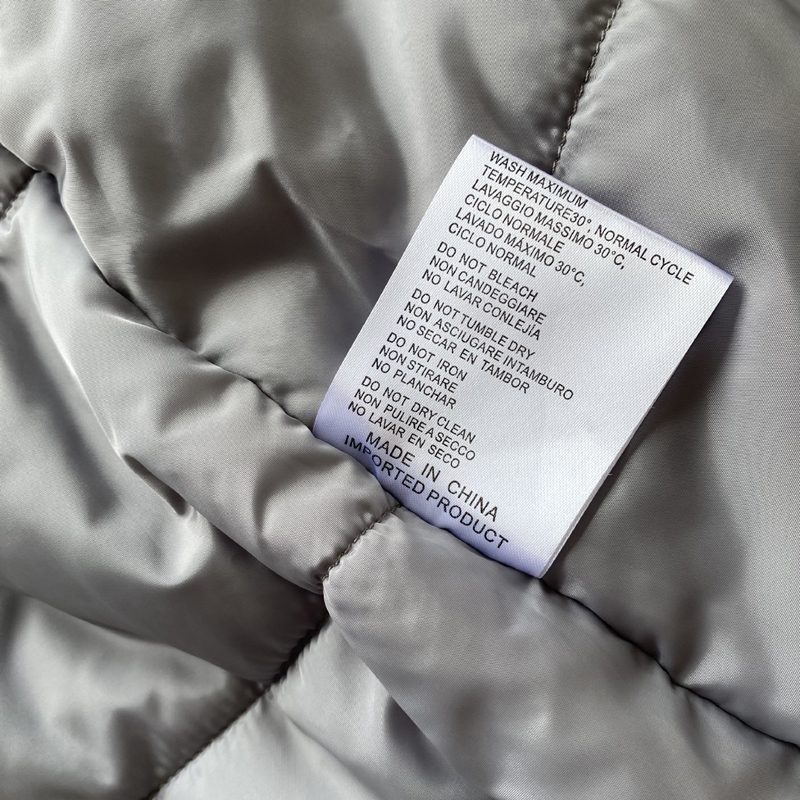 WASH MAXIMUM
TEMPERATURE30°, NORMAL CYCLE
LAVAGGIO MASSIMO 30°C,
CICLO NORMALE
LAVADO MÁXIMO 30°C,
CICLO NORMAL
DO NOT BLEACH
NON CANDEGGIARE
NO LAVAR CONLEJÍA
DO NOT TUMBLE DRY
NON ASCIUGARE INTAMBURO
NO SECAR EN TAMBOR
DO NOT IRON
NON STIRARE
NO PLANCHAR
DO NOT DRY CLEAN
NON PULIRE A SECCO
NO LAVAR EN SECO
MADE IN CHINA
IMPORTED PRODUCT